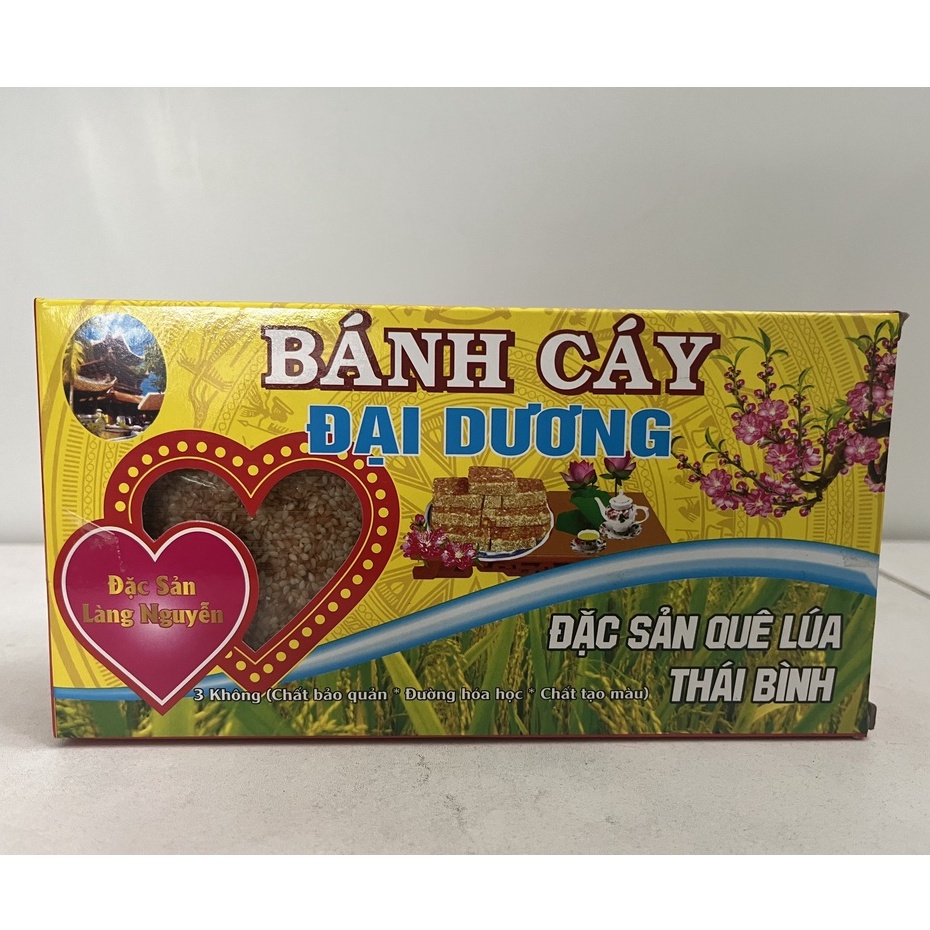 BÁNH CÁY
ĐẠI DƯƠNG
Đặc Sản
Làng Nguyễn
ĐẶC SẢN QUÊ LÚA
THÁI BÌNH
3 Không (Chất bảo quản * Đường hóa học * Chất tạo màu)